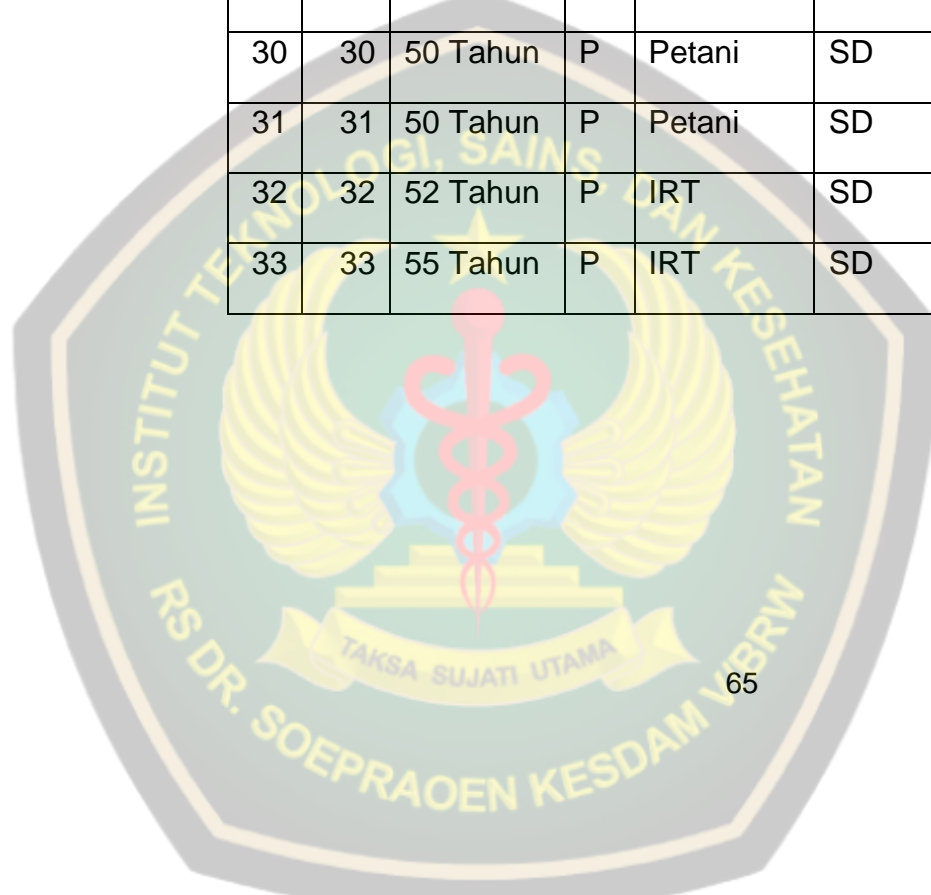 30 30 50 Tahun P Petani SD
31 31 50 Tahun P Petani SD
32 32 52 Tahun P IRT SD
33 33 55 Tahun P IRT SD
INSTITUT TEKNOLOGI, SAINS, DAN KESEHATAN
TAKSA SUJATI UTAMA
65
RS DR. SOEPRAOEN KESDAM V/BRW